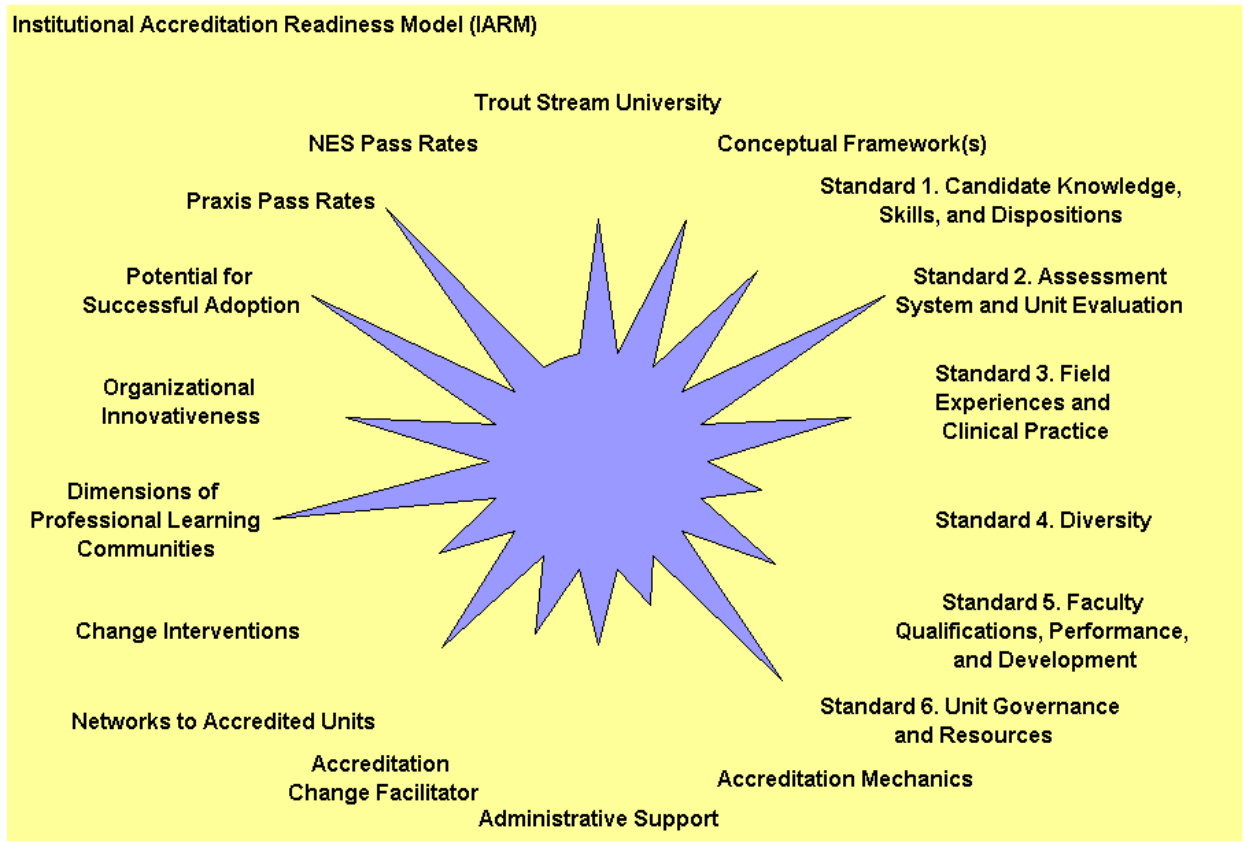 Institutional Accreditation Readiness Model (IARM)
Trout Stream University
NES Pass Rates
Conceptual Framework(s)
Praxis Pass Rates
Standard 1. Candidate Knowledge,
Skills, and Dispositions
Potential for
Successful Adoption
Standard 2. Assessment
System and Unit Evaluation
Organizational
Innovativeness
Standard 3. Field
Experiences and
Clinical Practice
Dimensions of
Professional Learning
Communities
Standard 4. Diversity
Change Interventions
Standard 5. Faculty
Qualifications, Performance,
and Development
Networks to Accredited Units
Standard 6. Unit Governance
and Resources
Accreditation
Change Facilitator
Accreditation Mechanics
Administrative Support